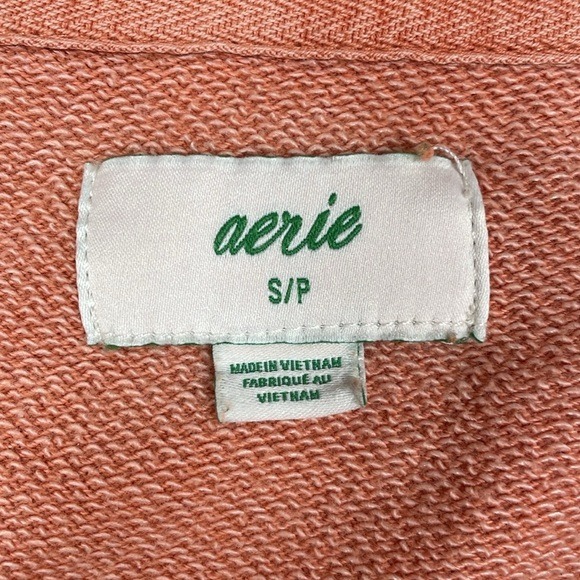 aerie
S/P
MADE IN VIETNAM
FABRIQUÉ AU
VIETNAM